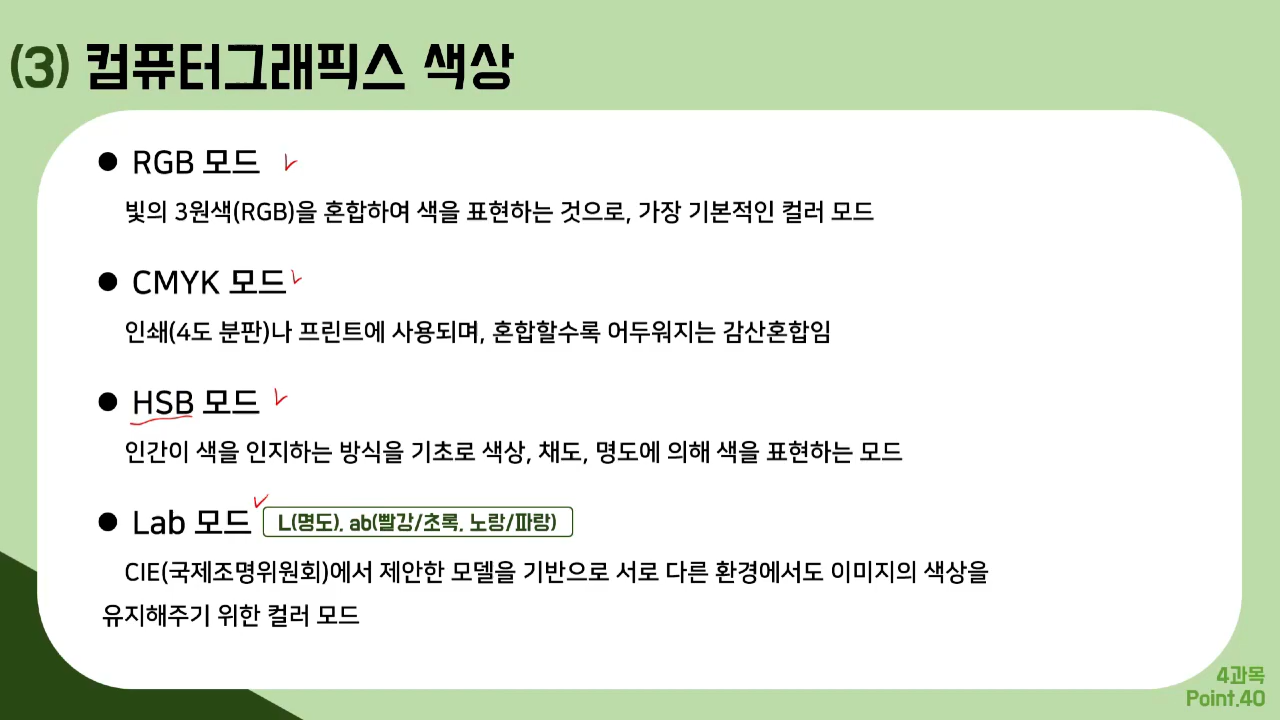 (3) 컴퓨터그래픽스 색상
● RGB 모드
빛의 3원색(RGB)을 혼합하여 색을 표현하는 것으로, 가장 기본적인 컬러 모드
● CMYK 모드
인쇄(4도 분판)나 프린트에 사용되며, 혼합할수록 어두워지는 감산혼합임
● HSB 모드
인간이 색을 인지하는 방식을 기초로 색상, 채도, 명도에 의해 색을 표현하는 모드
● Lab 모드 L(명도), ab(빨강/초록, 노랑/파랑)
CIE(국제조명위원회)에서 제안한 모델을 기반으로 서로 다른 환경에서도 이미지의 색상을
유지해주기 위한 컬러 모드
4과목
Point.40